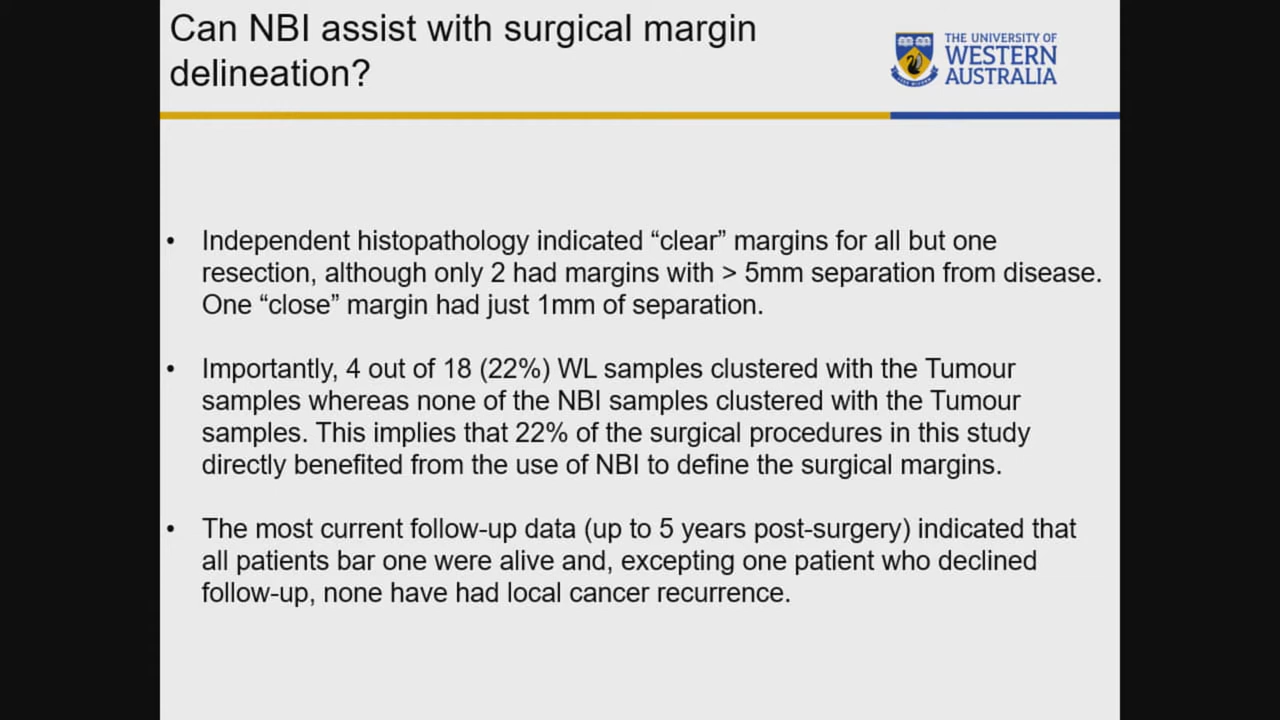 Can NBI assist with surgical margin
delineation?
THE UNIVERSITY OF
WESTERN
AUSTRALIA
• Independent histopathology indicated “clear” margins for all but one
resection, although only 2 had margins with > 5mm separation from disease.
One “close” margin had just 1mm of separation.
• Importantly, 4 out of 18 (22%) WL samples clustered with the Tumour
samples whereas none of the NBI samples clustered with the Tumour
samples. This implies that 22% of the surgical procedures in this study
directly benefited from the use of NBI to define the surgical margins.
• The most current follow-up data (up to 5 years post-surgery) indicated that
all patients bar one were alive and, excepting one patient who declined
follow-up, none have had local cancer recurrence.